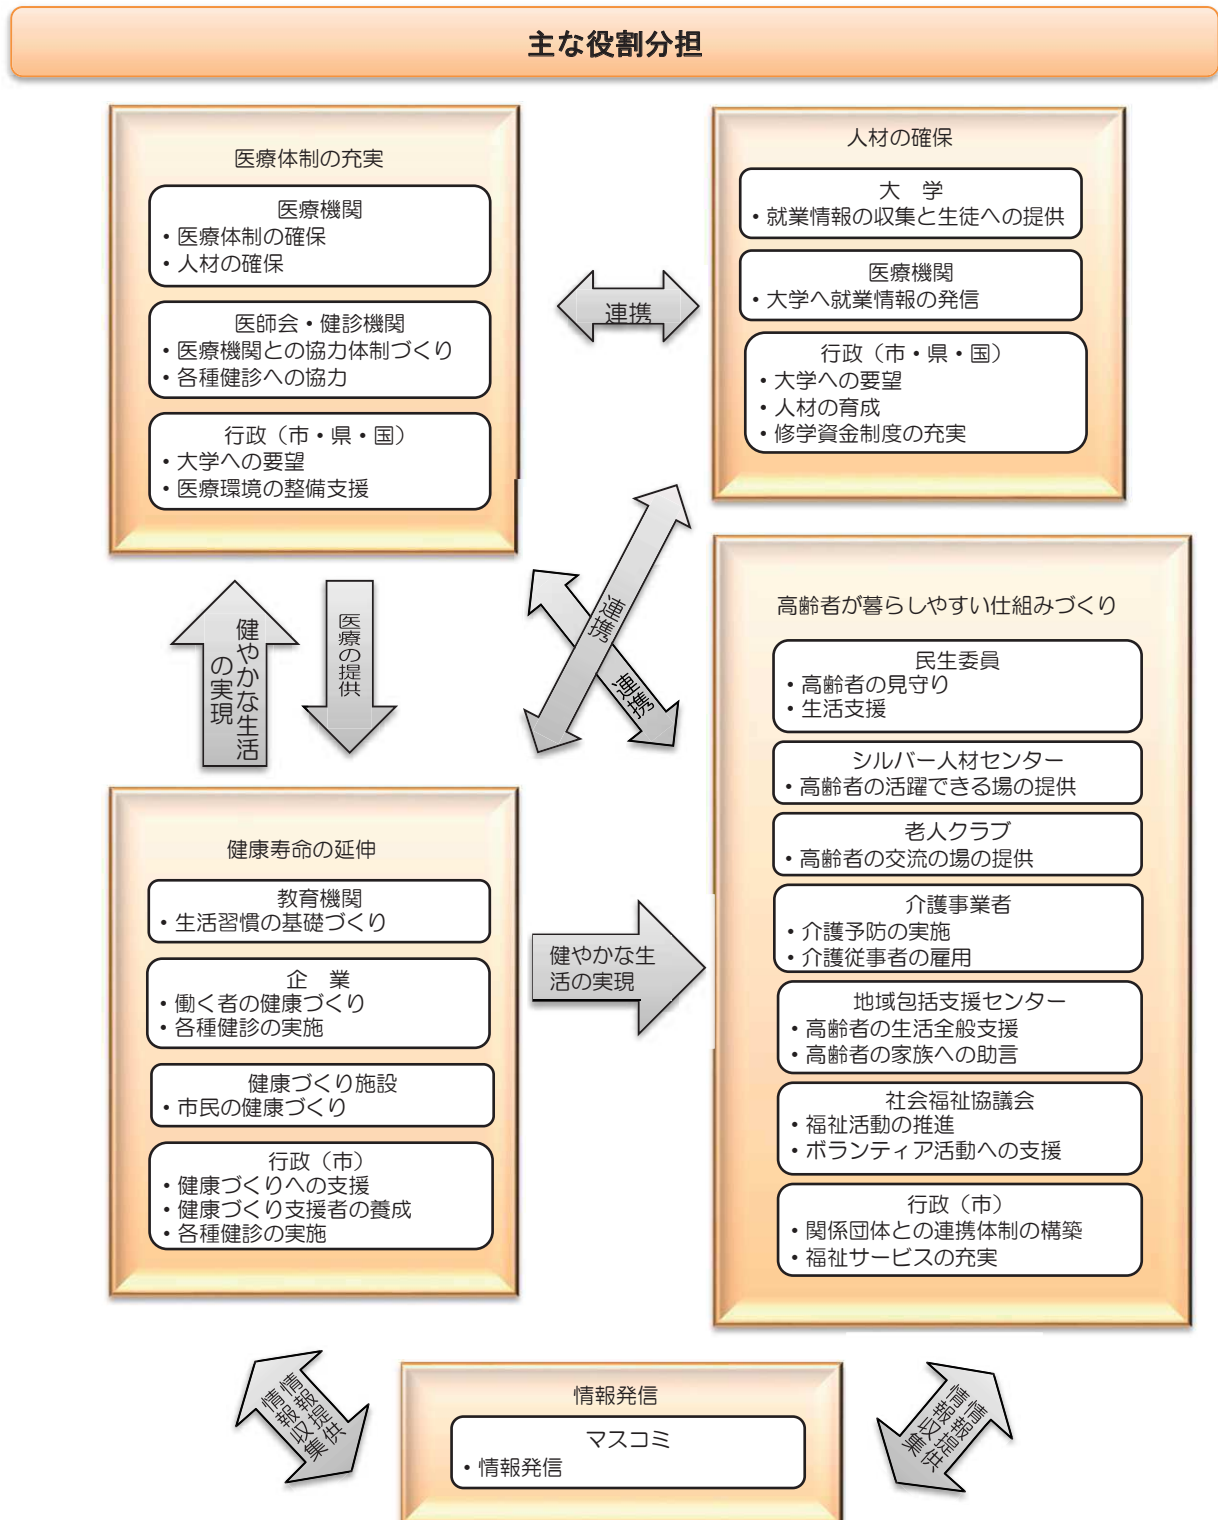 主な役割分担
医療体制の充実
医療機関
・医療体制の確保
・人材の確保
医師会・健診機関
・医療機関との協力体制づくり
・各種健診への協力
行政（市・県・国）
・大学への要望
・医療環境の整備支援
連携
人材の確保
大　学
・就業情報の収集と生徒への提供
医療機関
・大学へ就業情報の発信
行政（市・県・国）
・大学への要望
・人材の育成
・修学資金制度の充実
健やかな生活
の実現
医療の提供
連携
連携
健康寿命の延伸
教育機関
・生活習慣の基礎づくり
企　業
・働く者の健康づくり
・各種健診の実施
健康づくり施設
・市民の健康づくり
行政（市）
・健康づくりへの支援
・健康づくり支援者の養成
・各種健診の実施
健やかな生
活の実現
高齢者が暮らしやすい仕組みづくり
民生委員
・高齢者の見守り
・生活支援
シルバー人材センター
・高齢者の活躍できる場の提供
老人クラブ
・高齢者の交流の場の提供
介護事業者
・介護予防の実施
・介護従事者の雇用
地域包括支援センター
・高齢者の生活全般支援
・高齢者の家族への助言
社会福祉協議会
・福祉活動の推進
・ボランティア活動への支援
行政（市）
・関係団体との連携体制の構築
・福祉サービスの充実
情報提供
情報収集
情報発信
マスコミ
・情報発信
情報提供
情報収集